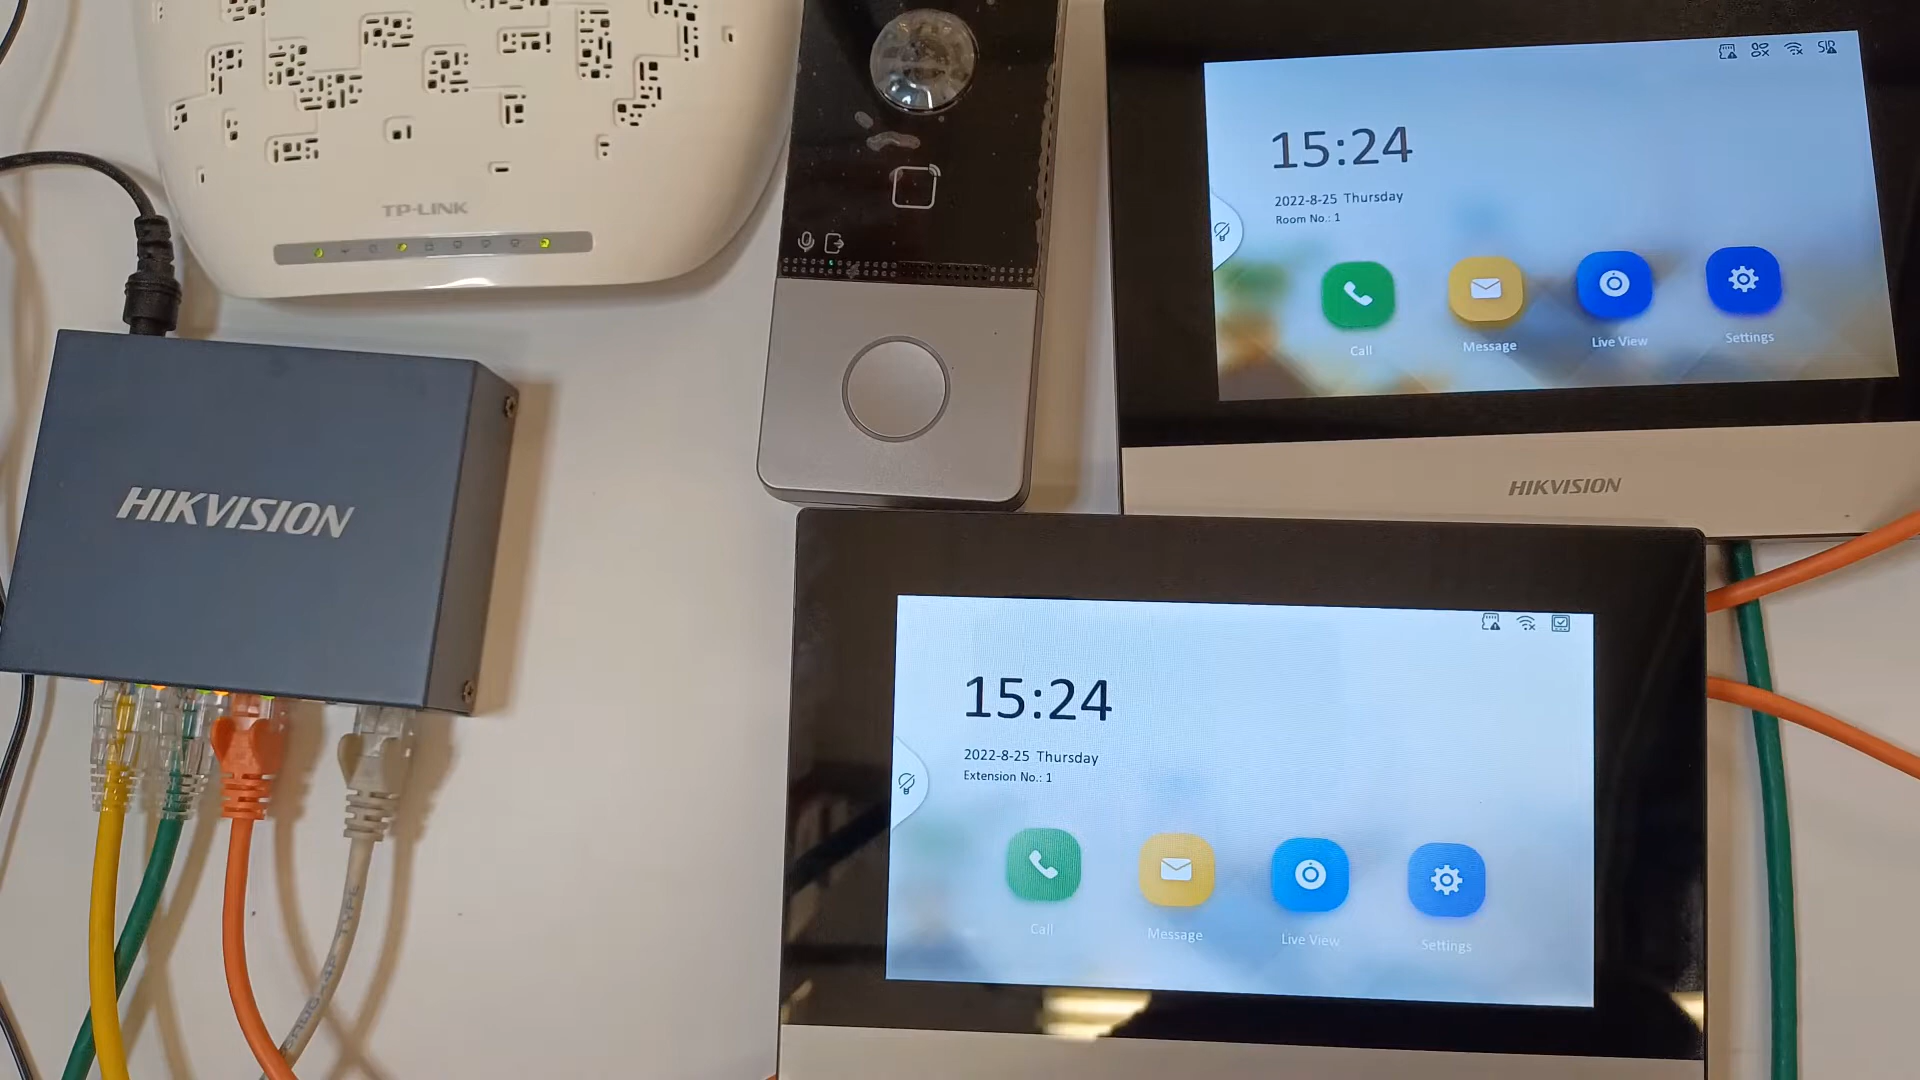 TP-LINK
HIKVISION
SIP
15:24
2022-8-25 Thursday
Room No.: 1
Call
Message
Live View
Settings
HIKVISION
15:24
2022-8-25 Thursday
Extension No.: 1
Call
Message
Live View
Settings